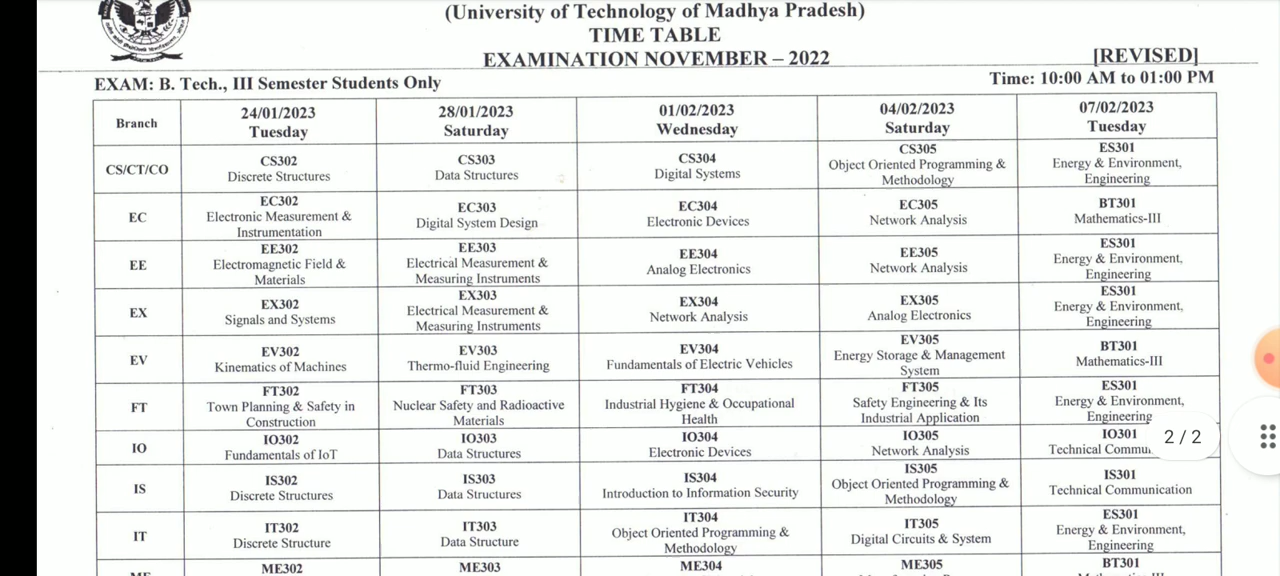 (University of Technology of Madhya Pradesh)
TIME TABLE
EXAMINATION NOVEMBER – 2022
[REVISED]
EXAM: B. Tech., III Semester Students Only
Time: 10:00 AM to 01:00 PM
Branch
24/01/2023
Tuesday
28/01/2023
Saturday
01/02/2023
Wednesday
04/02/2023
Saturday
07/02/2023
Tuesday
CS/CT/CO
CS302
Discrete Structures
CS303
Data Structures
CS304
Digital Systems
CS305
Object Oriented Programming &
Methodology
ES301
Energy & Environment,
Engineering
EC
EC302
Electronic Measurement &
Instrumentation
EC303
Digital System Design
EC304
Electronic Devices
EC305
Network Analysis
BT301
Mathematics-III
EE
EE302
Electromagnetic Field &
Materials
EE303
Electrical Measurement &
Measuring Instruments
EE304
Analog Electronics
EE305
Network Analysis
ES301
Energy & Environment,
Engineering
EX
EX302
Signals and Systems
EX303
Electrical Measurement &
Measuring Instruments
EX304
Network Analysis
EX305
Analog Electronics
ES301
Energy & Environment,
Engineering
EV
EV302
Kinematics of Machines
EV303
Thermo-fluid Engineering
EV304
Fundamentals of Electric Vehicles
EV305
Energy Storage & Management
System
BT301
Mathematics-III
FT
FT302
Town Planning & Safety in
Construction
FT303
Nuclear Safety and Radioactive
Materials
FT304
Industrial Hygiene & Occupational
Health
FT305
Safety Engineering & Its
Industrial Application
ES301
Energy & Environment,
Engineering
IO
IO302
Fundamentals of IoT
IO303
Data Structures
IO304
Electronic Devices
IO305
Network Analysis
IO301
Technical
2 / 2
IS
IS302
Discrete Structures
IS303
Data Structures
IS304
Introduction to Information Security
IS305
Object Oriented Programming &
Methodology
IS301
Technical Communication
IT
IT302
Discrete Structure
IT303
Data Structure
IT304
Object Oriented Programming &
Methodology
IT305
Digital Circuits & System
ES301
Energy & Environment,
Engineering
ME302
ME303
ME304
ME305
BT301